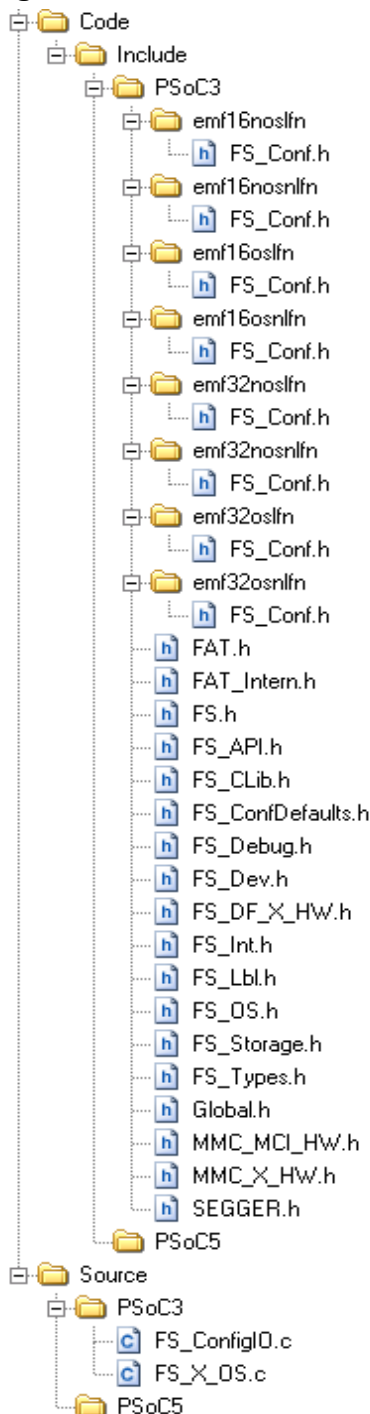 Code
Include
PSoC3
emf16noslfn
FS_Conf.h
emf16nosnlfn
FS_Conf.h
emf16oslfn
FS_Conf.h
emf16osnlfn
FS_Conf.h
emf32noslfn
FS_Conf.h
emf32nosnlfn
FS_Conf.h
emf32oslfn
FS_Conf.h
emf32osnlfn
FS_Conf.h
FAT.h
FAT_Intern.h
FS.h
FS_API.h
FS_CLib.h
FS_ConfDefaults.h
FS_Debug.h
FS_Dev.h
FS_DF_X_HW.h
FS_Int.h
FS_Lbl.h
FS_OS.h
FS_Storage.h
FS_Types.h
Global.h
MMC_MCI_HW.h
MMC_X_HW.h
SEGGER.h
PSoC5
Source
PSoC3
FS_ConfigIO.c
FS_X_OS.c
PSoC5